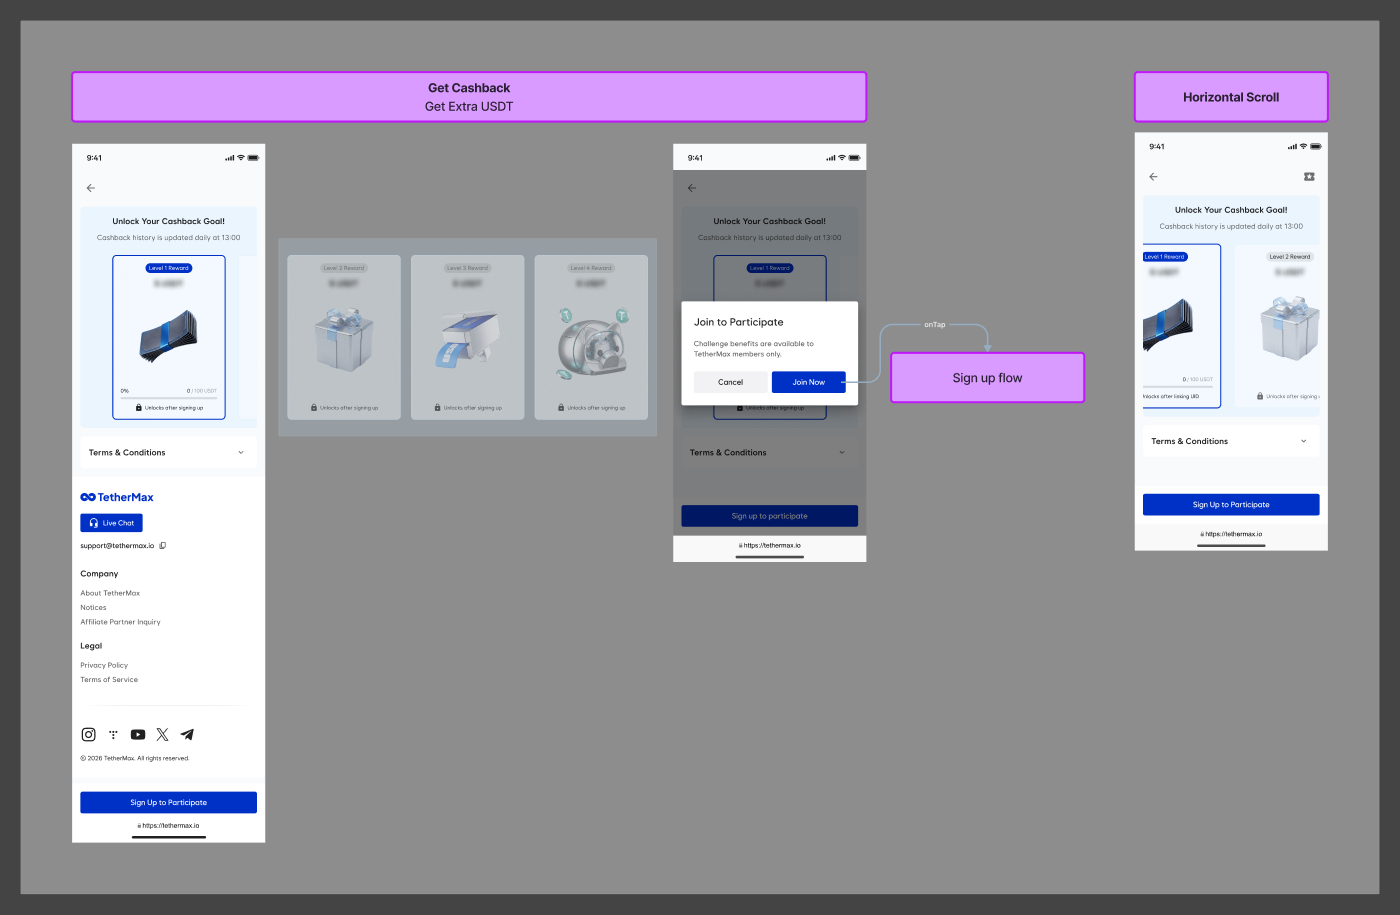 Get Cashback
Get Extra USDT
Horizontal Scroll
9:41
Unlock Your Cashback Goal!
Cashback history is updated daily at 13:00
Level 1 Reward
0%
0 / 100 USDT
Unlocks after signing up
Terms & Conditions
TetherMax
Live Chat
support@tethermax.io
Company
About TetherMax
Notices
Affiliate Partner Inquiry
Legal
Privacy Policy
Terms of Service
© 2026 TetherMax. All rights reserved.
Sign Up to Participate
https://tethermax.io
Level 2 Reward
Unlocks after signing up
Level 3 Reward
Unlocks after signing up
Level 4 Reward
Unlocks after signing up
9:41
Unlock Your Cashback Goal!
Cashback history is updated daily at 13:00
Level 1 Reward
Join to Participate
Challenge benefits are available to
TetherMax members only.
Cancel
Join Now
Unlocks after signing up
Terms & Conditions
Sign up to participate
https://tethermax.io
onTap
Sign up flow
9:41
Unlock Your Cashback Goal!
Cashback history is updated daily at 13:00
Level 1 Reward
Level 2 Reward
0 / 100 USDT
Unlocks after linking UID
Unlocks after signing
Terms & Conditions
Sign Up to Participate
https://tethermax.io